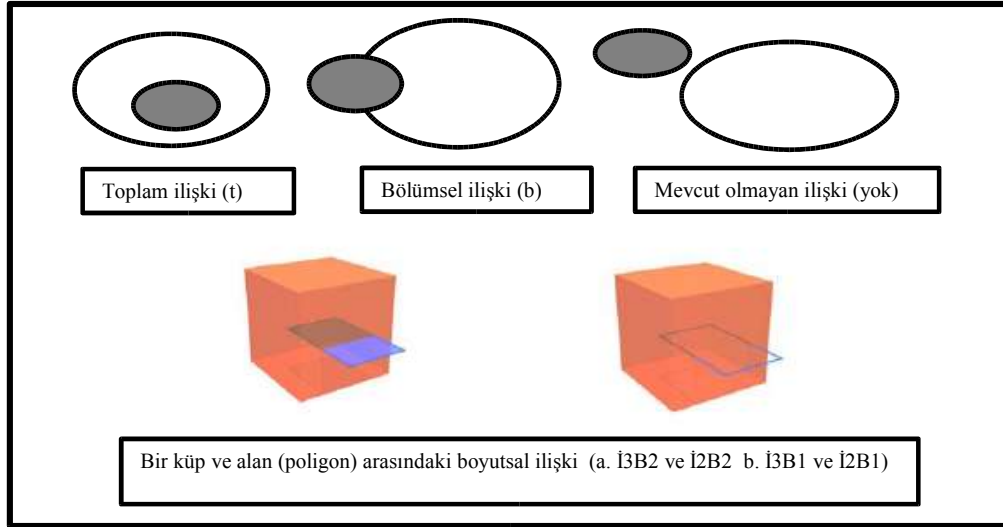 Toplam ilişki (t)
Bölümsel ilişki (b)
Mevcut olmayan ilişki (yok)
Bir küp ve alan (poligon) arasındaki boyutsal ilişki (a. İ3B2 ve İ2B2 b. İ3B1 ve İ2B1)